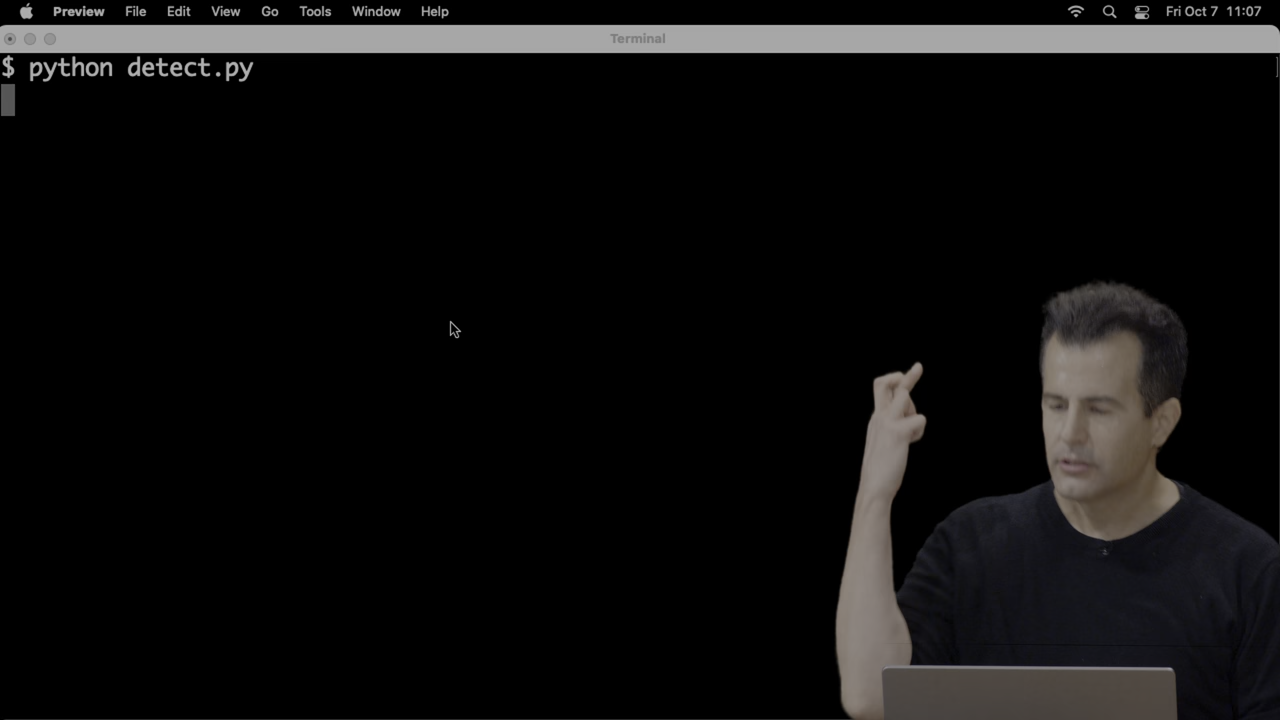 Preview File Edit View Go Tools Window Help Fri Oct 7 11:07
Terminal
$ python detect.py